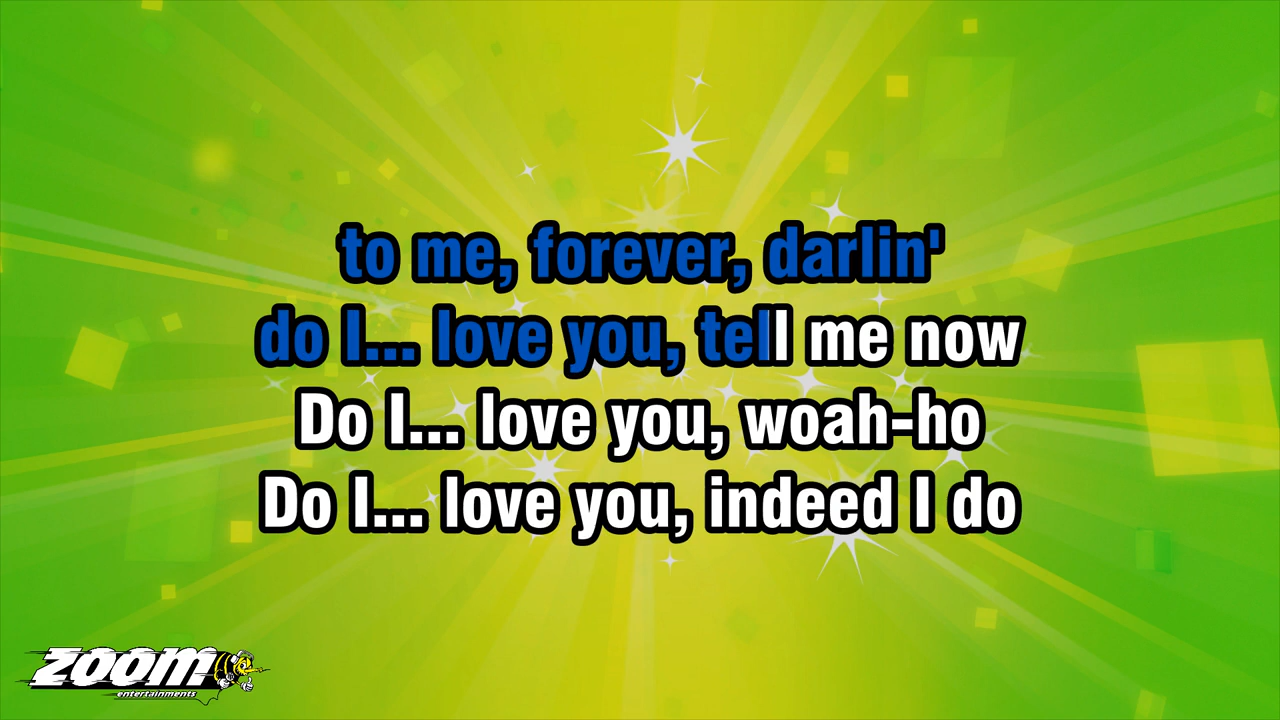 to me, forever, darlin'
do I... love you, tell me now
Do I... love you, woah-ho
Do I... love you, indeed I do
zoom
entertainments